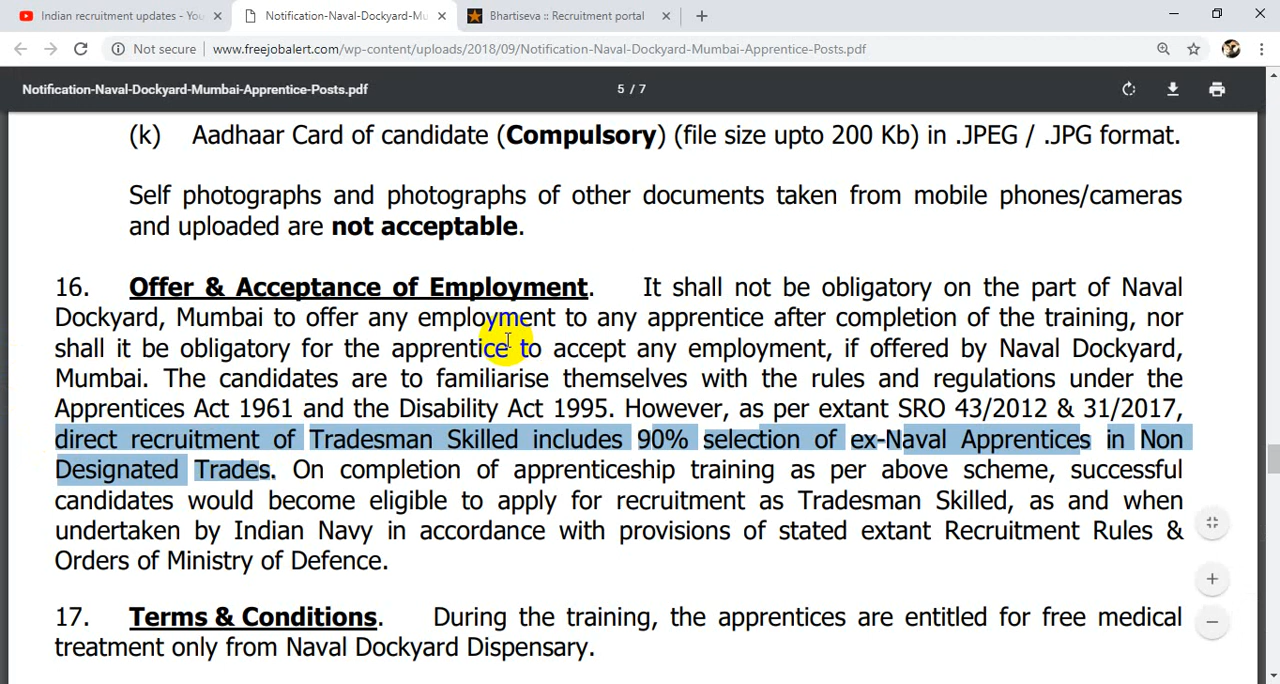 Indian recruitment updates - You
Notification-Naval-Dockyard-Mu
Bhartiseva :: Recruitment portal
Not secure
www.freejobalert.com/wp-content/uploads/2018/09/Notification-Naval-Dockyard-Mumbai-Apprentice-Posts.pdf
Notification-Naval-Dockyard-Mumbai-Apprentice-Posts.pdf
5 / 7
(k) Aadhaar Card of candidate (Compulsory) (file size upto 200 Kb) in .JPEG / .JPG format.
Self photographs and photographs of other documents taken from mobile phones/cameras
and uploaded are not acceptable.
16. Offer & Acceptance of Employment. It shall not be obligatory on the part of Naval
Dockyard, Mumbai to offer any employment to any apprentice after completion of the training, nor
shall it be obligatory for the apprentice to accept any employment, if offered by Naval Dockyard,
Mumbai. The candidates are to familiarise themselves with the rules and regulations under the
Apprentices Act 1961 and the Disability Act 1995. However, as per extant SRO 43/2012 & 31/2017,
direct recruitment of Tradesman Skilled includes 90% selection of ex-Naval Apprentices in Non
Designated Trades. On completion of apprenticeship training as per above scheme, successful
candidates would become eligible to apply for recruitment as Tradesman Skilled, as and when
undertaken by Indian Navy in accordance with provisions of stated extant Recruitment Rules &
Orders of Ministry of Defence.
17. Terms & Conditions. During the training, the apprentices are entitled for free medical
treatment only from Naval Dockyard Dispensary.